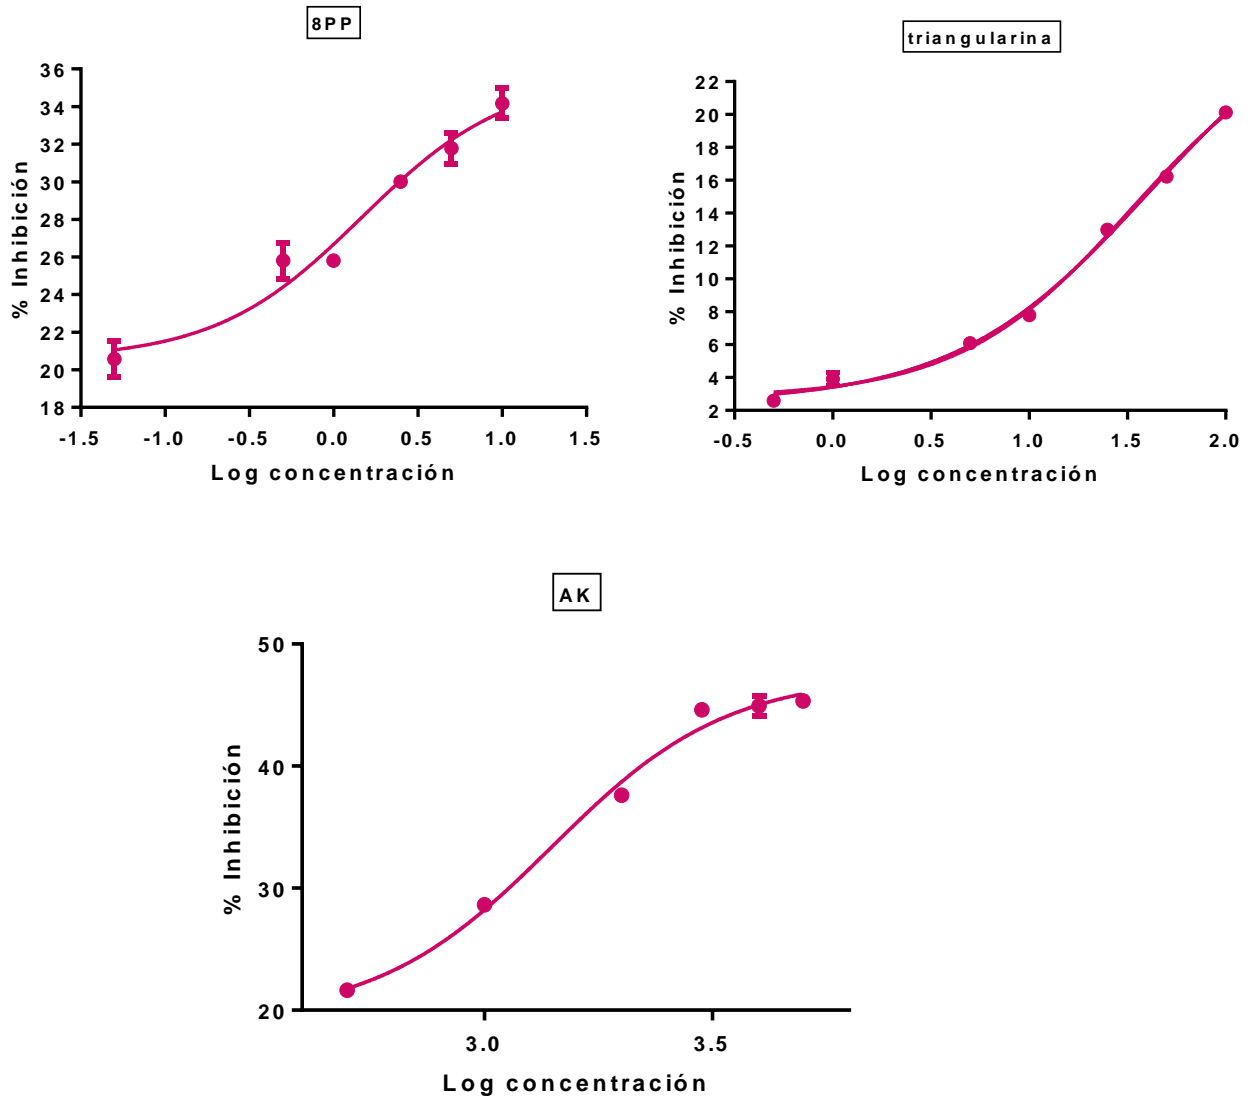 8PP
36
34
32
30
28
26
24
22
20
18
% Inhibición
-1.5 -1.0 -0.5 0.0 0.5 1.0 1.5
Log concentración
triangularina
22
20
18
16
14
12
10
8
6
4
2
% Inhibición
-0.5 0.0 0.5 1.0 1.5 2.0
Log concentración
AK
50
40
30
20
% Inhibición
3.0 3.5
Log concentración